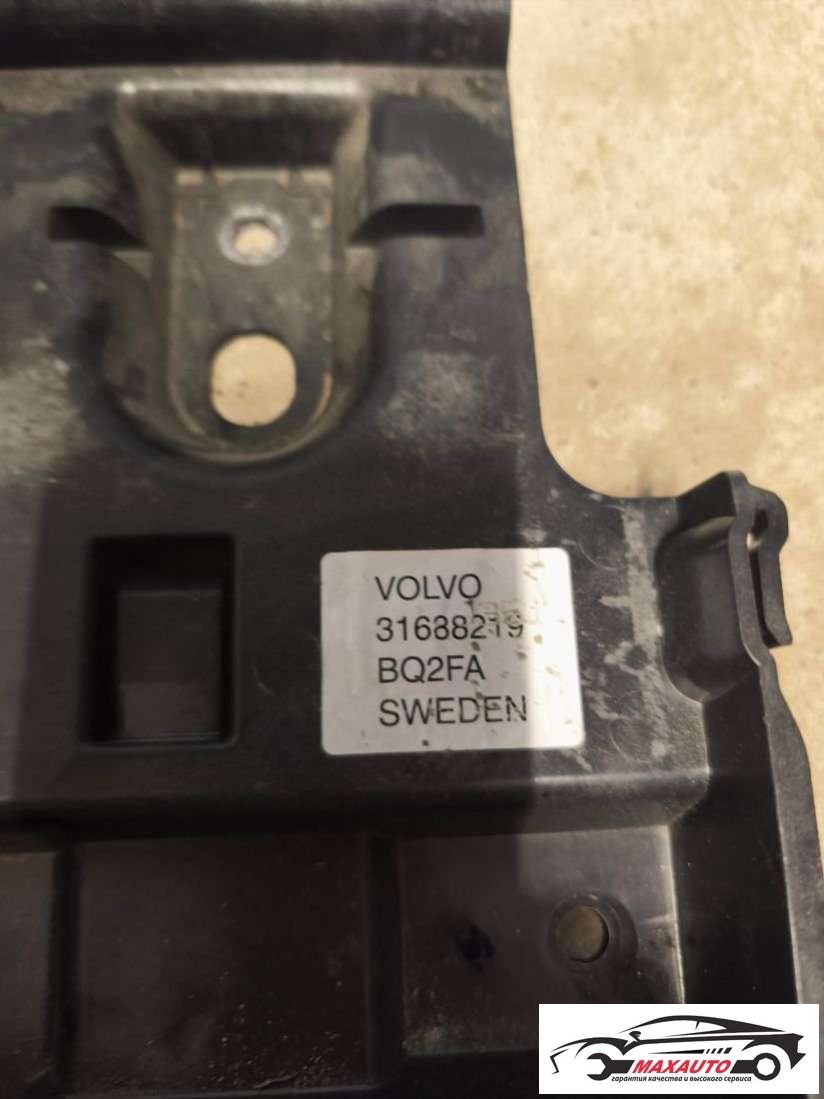 VOLVO
31688219
BQ2FA
SWEDEN
MAXAUTO
гарантия качества и высокого сервиса